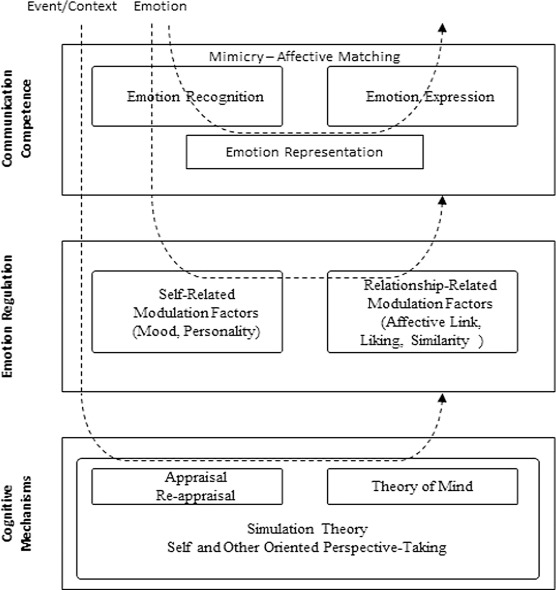 Event/Context
Emotion
Communication
Competence
Mimicry – Affective Matching
Emotion Recognition
Emotion Expression
Emotion Representation
Emotion Regulation
Self-Related
Modulation Factors
(Mood, Personality)
Relationship-Related
Modulation Factors
(Affective Link,
Liking, Similarity )
Cognitive
Mechanisms
Appraisal
Re-appraisal
Theory of Mind
Simulation Theory
Self and Other Oriented Perspective-Taking